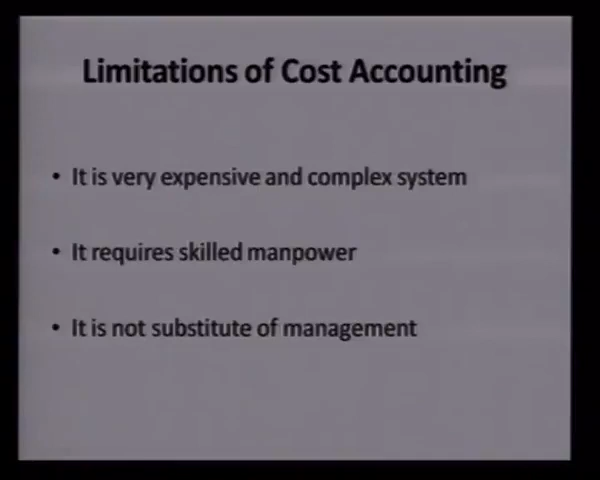 Limitations of Cost Accounting
• It is very expensive and complex system
• It requires skilled manpower
• It is not substitute of management